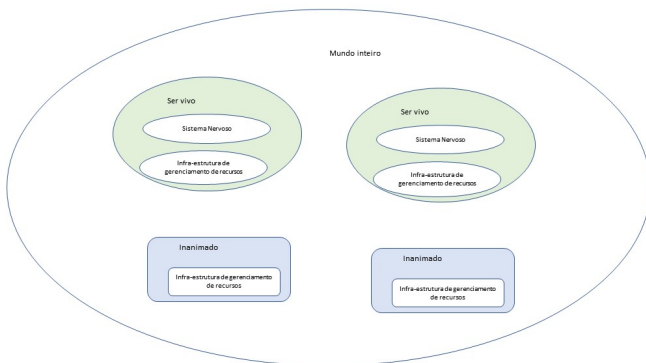 Mundo inteiro
Ser vivo
Sistema Nervoso
Infra-estrutura de
gerenciamento de recursos
Ser vivo
Sistema Nervoso
Infra-estrutura de
gerenciamento de recursos
Inanimado
Infra-estrutura de gerenciamento
de recursos
Inanimado
Infra-estrutura de gerenciamento
de recursos